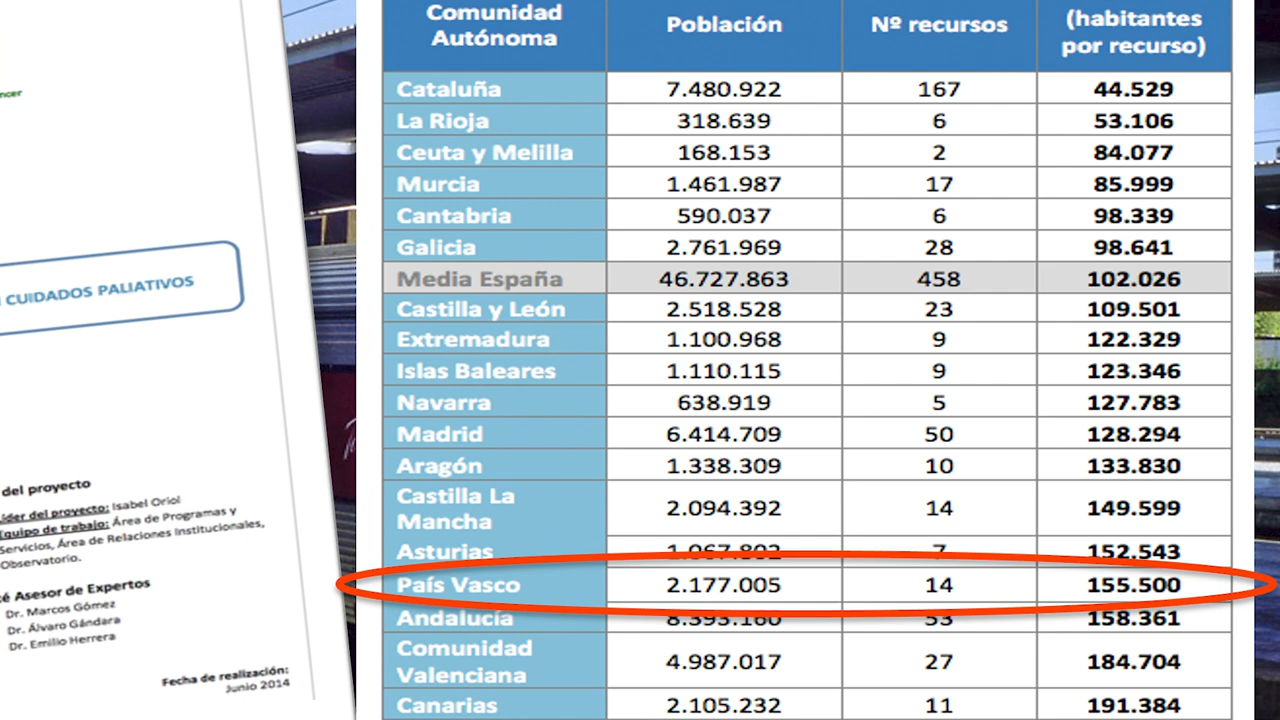 ncer
CUIDADOS PALIATIVOS
del proyecto
Líder del proyecto: Isabel Oriol
Equipo de trabajo: Área de Programas y
Servicios, Área de Relaciones Institucionales,
Observatorio.
té Asesor de Expertos
Dr. Marcos Gómez
Dr. Álvaro Gándara
Dr. Emilio Herrera
Fecha de realización:
Junio 2014
Comunidad Autónoma Población Nº recursos (habitantes por recurso)
Cataluña 7.480.922 167 44.529
La Rioja 318.639 6 53.106
Ceuta y Melilla 168.153 2 84.077
Murcia 1.461.987 17 85.999
Cantabria 590.037 6 98.339
Galicia 2.761.969 28 98.641
Media España 46.727.863 458 102.026
Castilla y León 2.518.528 23 109.501
Extremadura 1.100.968 9 122.329
Islas Baleares 1.110.115 9 123.346
Navarra 638.919 5 127.783
Madrid 6.414.709 50 128.294
Aragón 1.338.309 10 133.830
Castilla La Mancha 2.094.392 14 149.599
Asturias 1.067.802 7 152.543
País Vasco 2.177.005 14 155.500
Andalucía 8.393.160 53 158.361
Comunidad Valenciana 4.987.017 27 184.704
Canarias 2.105.232 11 191.384